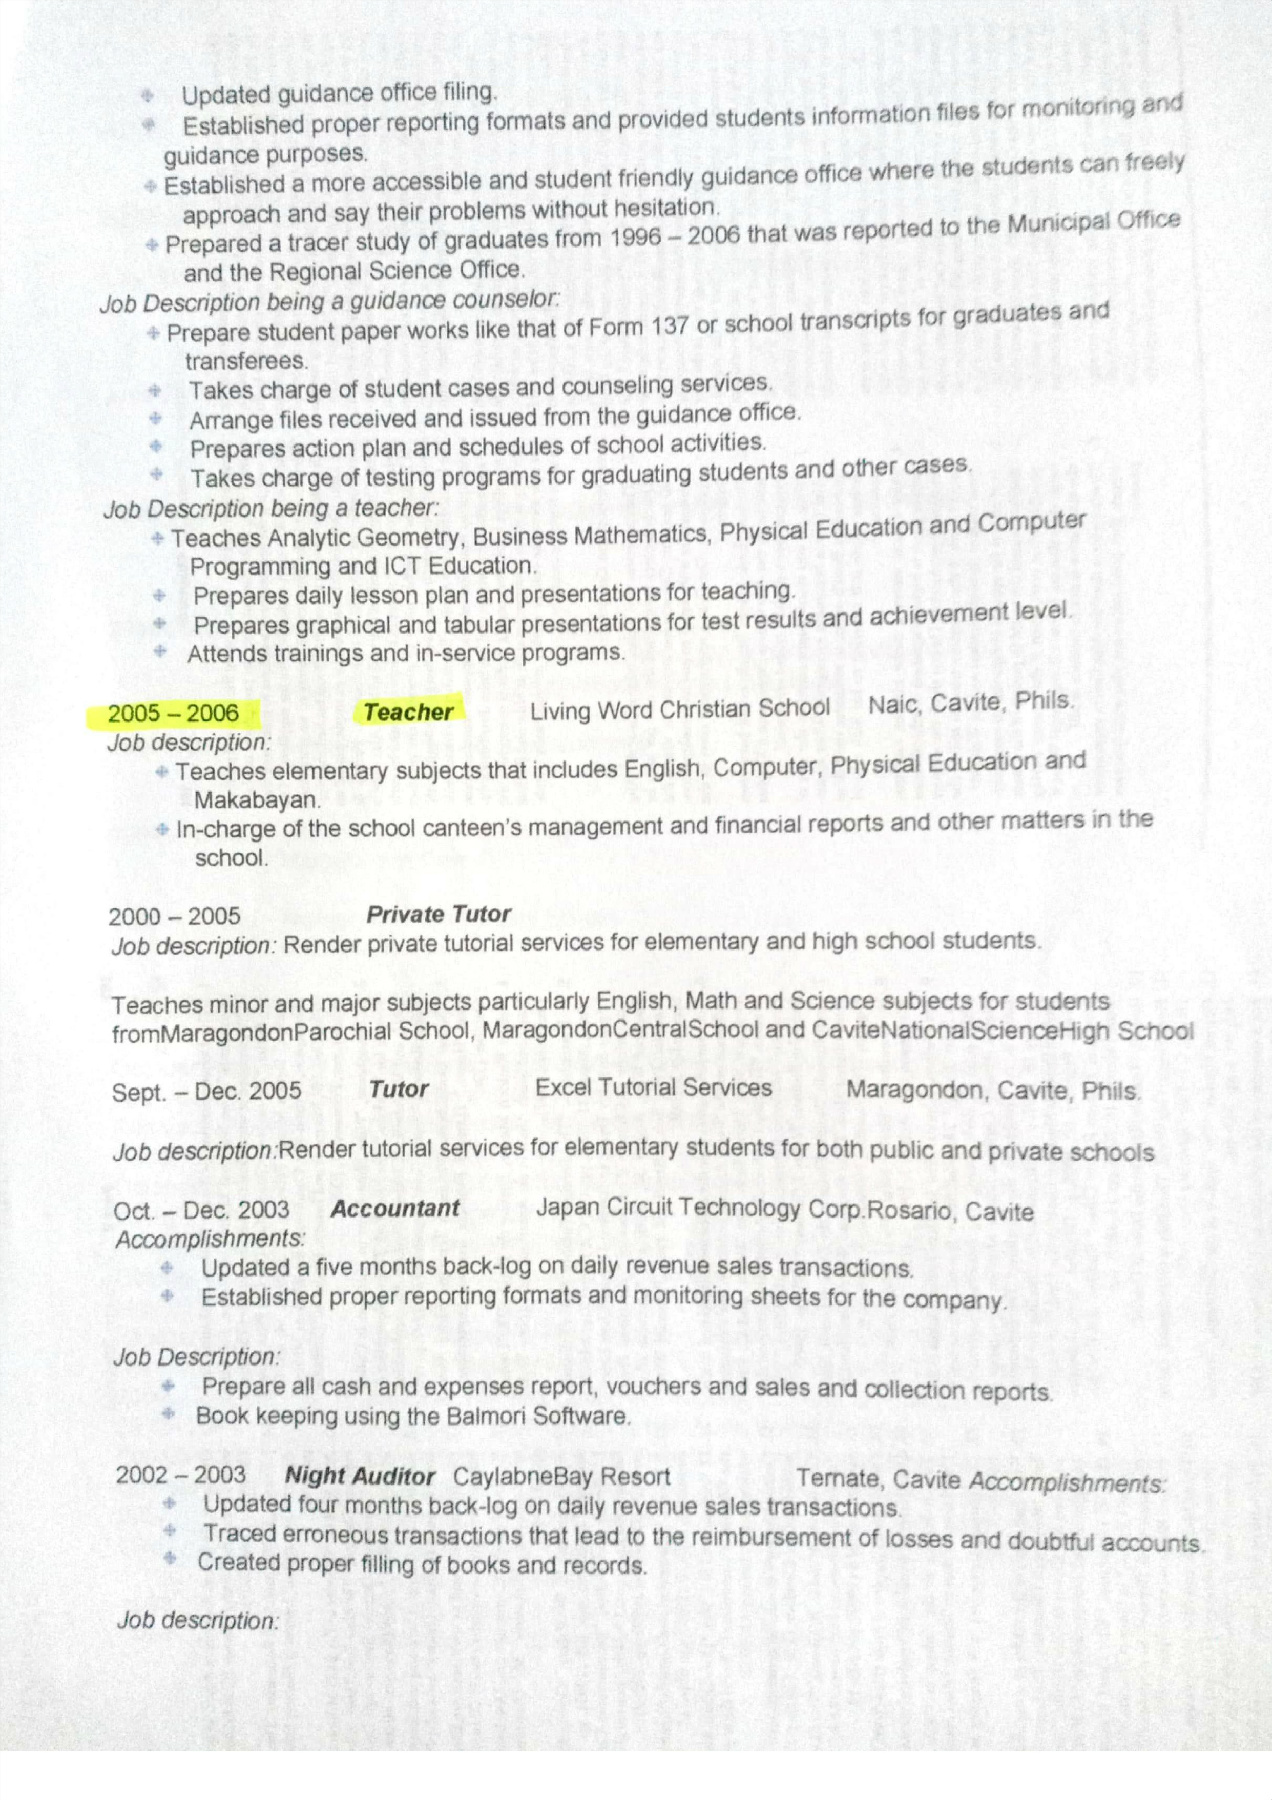 Updated guidance office filing.
Established proper reporting formats and provided students information files for monitoring and
guidance purposes.
Established a more accessible and student friendly guidance office where the students can freely
approach and say their problems without hesitation.
Prepared a tracer study of graduates from 1996 – 2006 that was reported to the Municipal Office
and the Regional Science Office.
Job Description being a guidance counselor:
Prepare student paper works like that of Form 137 or school transcripts for graduates and
transferees.
Takes charge of student cases and counseling services.
Arrange files received and issued from the guidance office.
Prepares action plan and schedules of school activities.
Takes charge of testing programs for graduating students and other cases.
Job Description being a teacher:
Teaches Analytic Geometry, Business Mathematics, Physical Education and Computer
Programming and ICT Education.
Prepares daily lesson plan and presentations for teaching.
Prepares graphical and tabular presentations for test results and achievement level.
Attends trainings and in-service programs.
2005 – 2006 Teacher Living Word Christian School Naic, Cavite, Phils.
Job description:
Teaches elementary subjects that includes English, Computer, Physical Education and
Makabayan.
In-charge of the school canteen's management and financial reports and other matters in the
school.
2000 – 2005 Private Tutor
Job description: Render private tutorial services for elementary and high school students.
Teaches minor and major subjects particularly English, Math and Science subjects for students
fromMaragondonParochial School, MaragondonCentralSchool and CaviteNationalScienceHigh School
Sept. – Dec. 2005 Tutor Excel Tutorial Services Maragondon, Cavite, Phils.
Job description:Render tutorial services for elementary students for both public and private schools
Oct. – Dec. 2003 Accountant Japan Circuit Technology Corp.Rosario, Cavite
Accomplishments:
Updated a five months back-log on daily revenue sales transactions.
Established proper reporting formats and monitoring sheets for the company.
Job Description:
Prepare all cash and expenses report, vouchers and sales and collection reports.
Book keeping using the Balmori Software.
2002 – 2003 Night Auditor CaylabneBay Resort Ternate, Cavite Accomplishments:
Updated four months back-log on daily revenue sales transactions.
Traced erroneous transactions that lead to the reimbursement of losses and doubtful accounts.
Created proper filling of books and records.
Job description: